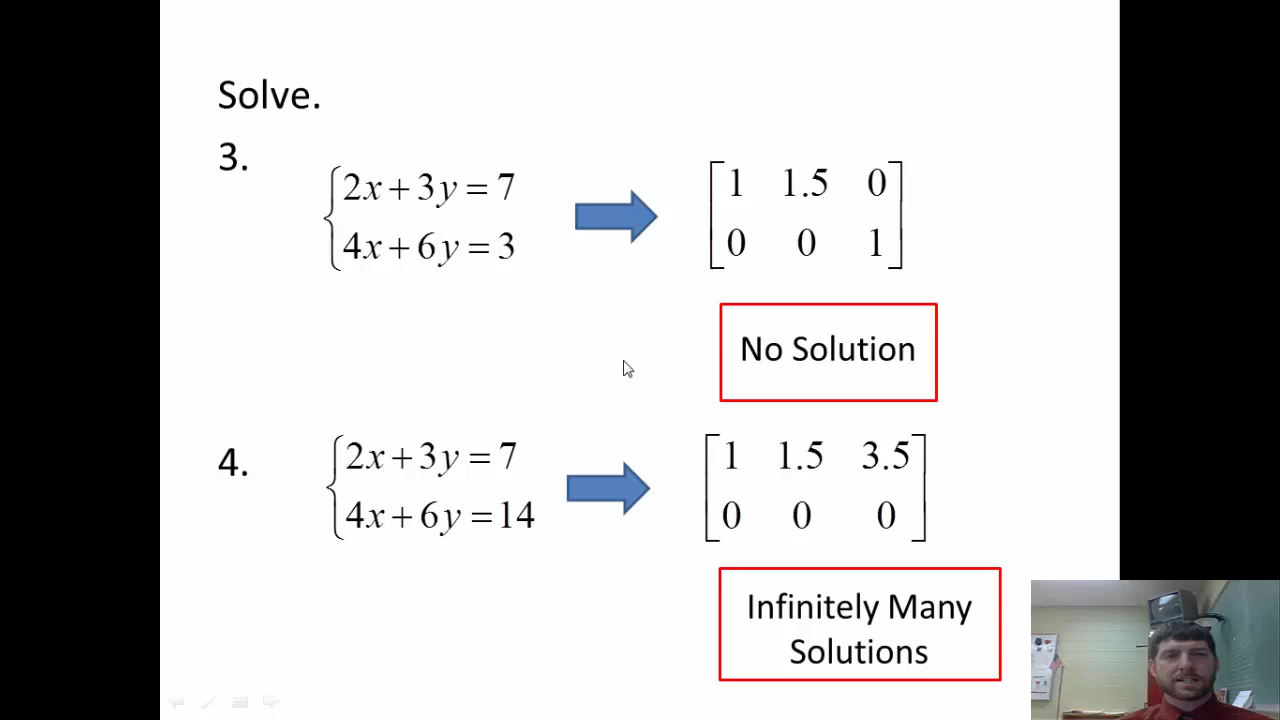 Solve.
3.
2x + 3y = 7
4x + 6y = 3
1 1.5 0
0 0 1
No Solution
4.
2x + 3y = 7
4x + 6y = 14
1 1.5 3.5
0 0 0
Infinitely Many
Solutions